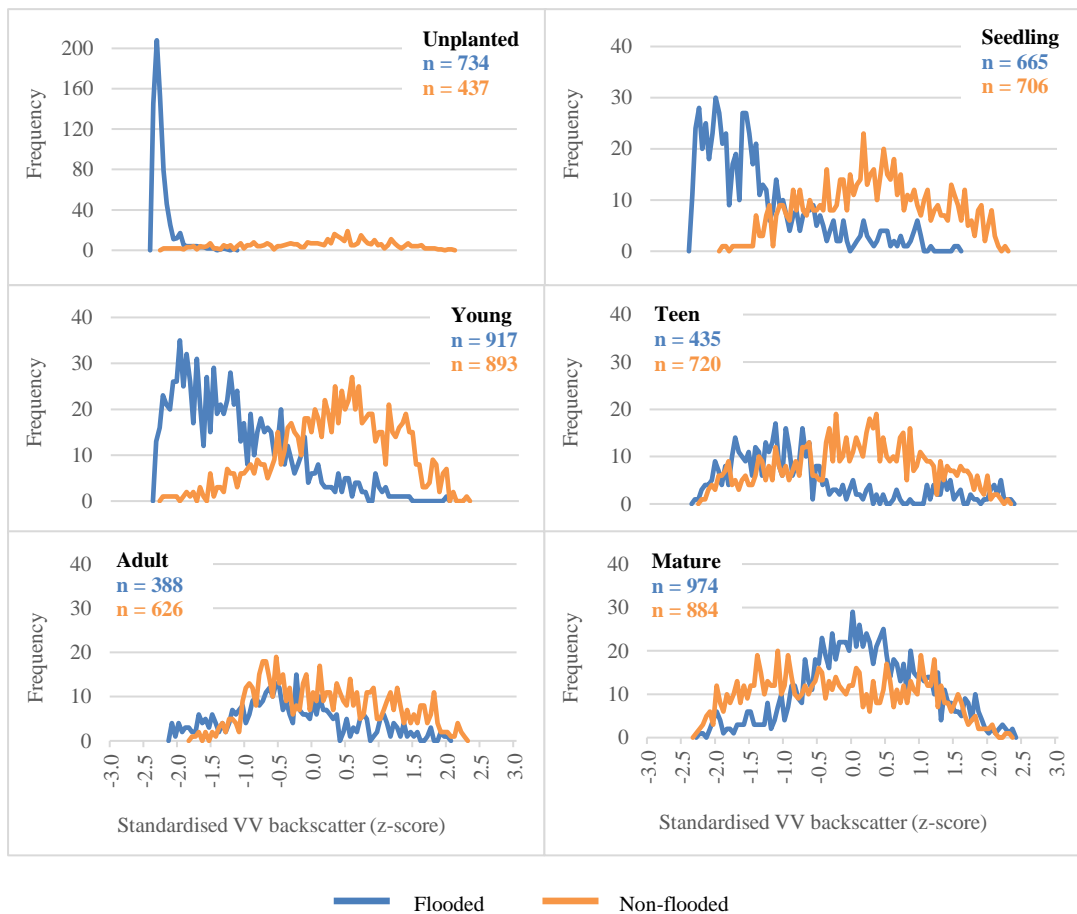 Unplanted
n = 734
n = 437
200
160
120
80
40
0
Frequency
Seedling
n = 665
n = 706
40
30
20
10
0
Frequency
Young
n = 917
n = 893
40
30
20
10
0
Frequency
Teen
n = 435
n = 720
40
30
20
10
0
Frequency
Adult
n = 388
n = 626
40
30
20
10
0
Frequency
-3.0 -2.5 -2.0 -1.5 -1.0 -0.5 0.0 0.5 1.0 1.5 2.0 2.5 3.0
Standardised VV backscatter (z-score)
Mature
n = 974
n = 884
40
30
20
10
0
Frequency
-3.0 -2.5 -2.0 -1.5 -1.0 -0.5 0.0 0.5 1.0 1.5 2.0 2.5 3.0
Standardised VV backscatter (z-score)
Flooded Non-flooded